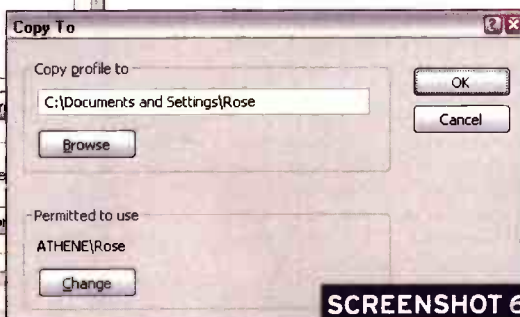 Copy To
Copy profile to
C:\Documents and Settings\Rose
Browse
OK
Cancel
Permitted to use
ATHENE\Rose
Change
SCREENSHOT 6